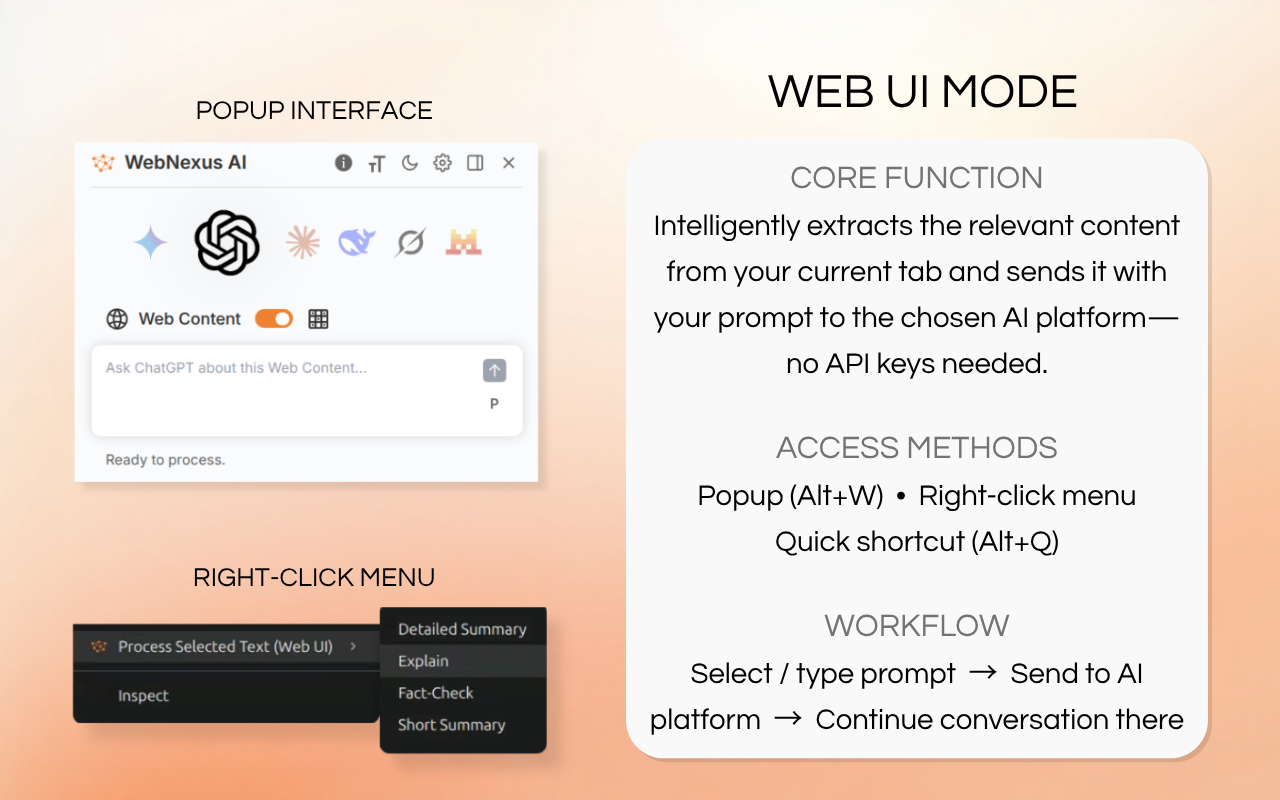 POPUP INTERFACE
WebNexus AI
Web Content
Ask ChatGPT about this Web Content...
P
Ready to process.
RIGHT-CLICK MENU
Process Selected Text (Web UI)
Inspect
Detailed Summary
Explain
Fact-Check
Short Summary
WEB UI MODE
CORE FUNCTION
Intelligently extracts the relevant content
from your current tab and sends it with
your prompt to the chosen AI platform—
no API keys needed.
ACCESS METHODS
Popup (Alt+W) • Right-click menu
Quick shortcut (Alt+Q)
WORKFLOW
Select / type prompt → Send to AI
platform → Continue conversation there